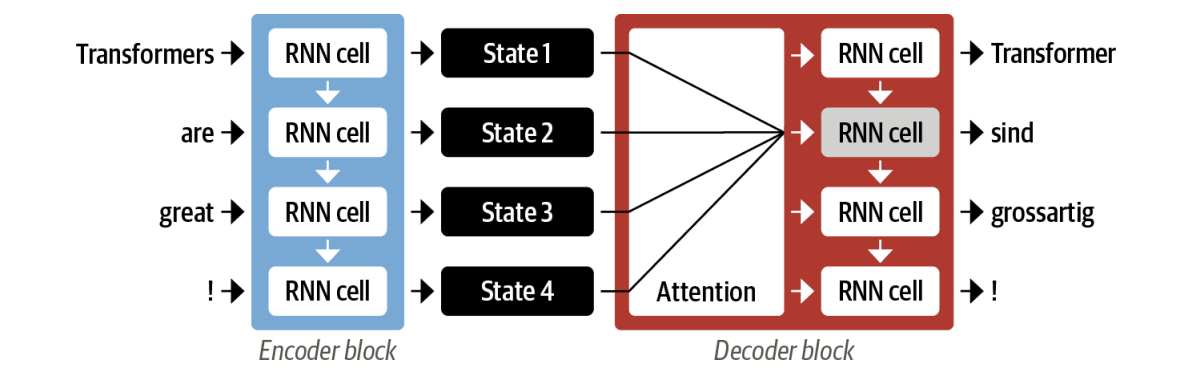 Transformers RNN cell State 1 RNN cell Transformer
are RNN cell State 2 RNN cell sind
great RNN cell State 3 RNN cell grossartig
! RNN cell State 4 Attention RNN cell !
Encoder block Decoder block